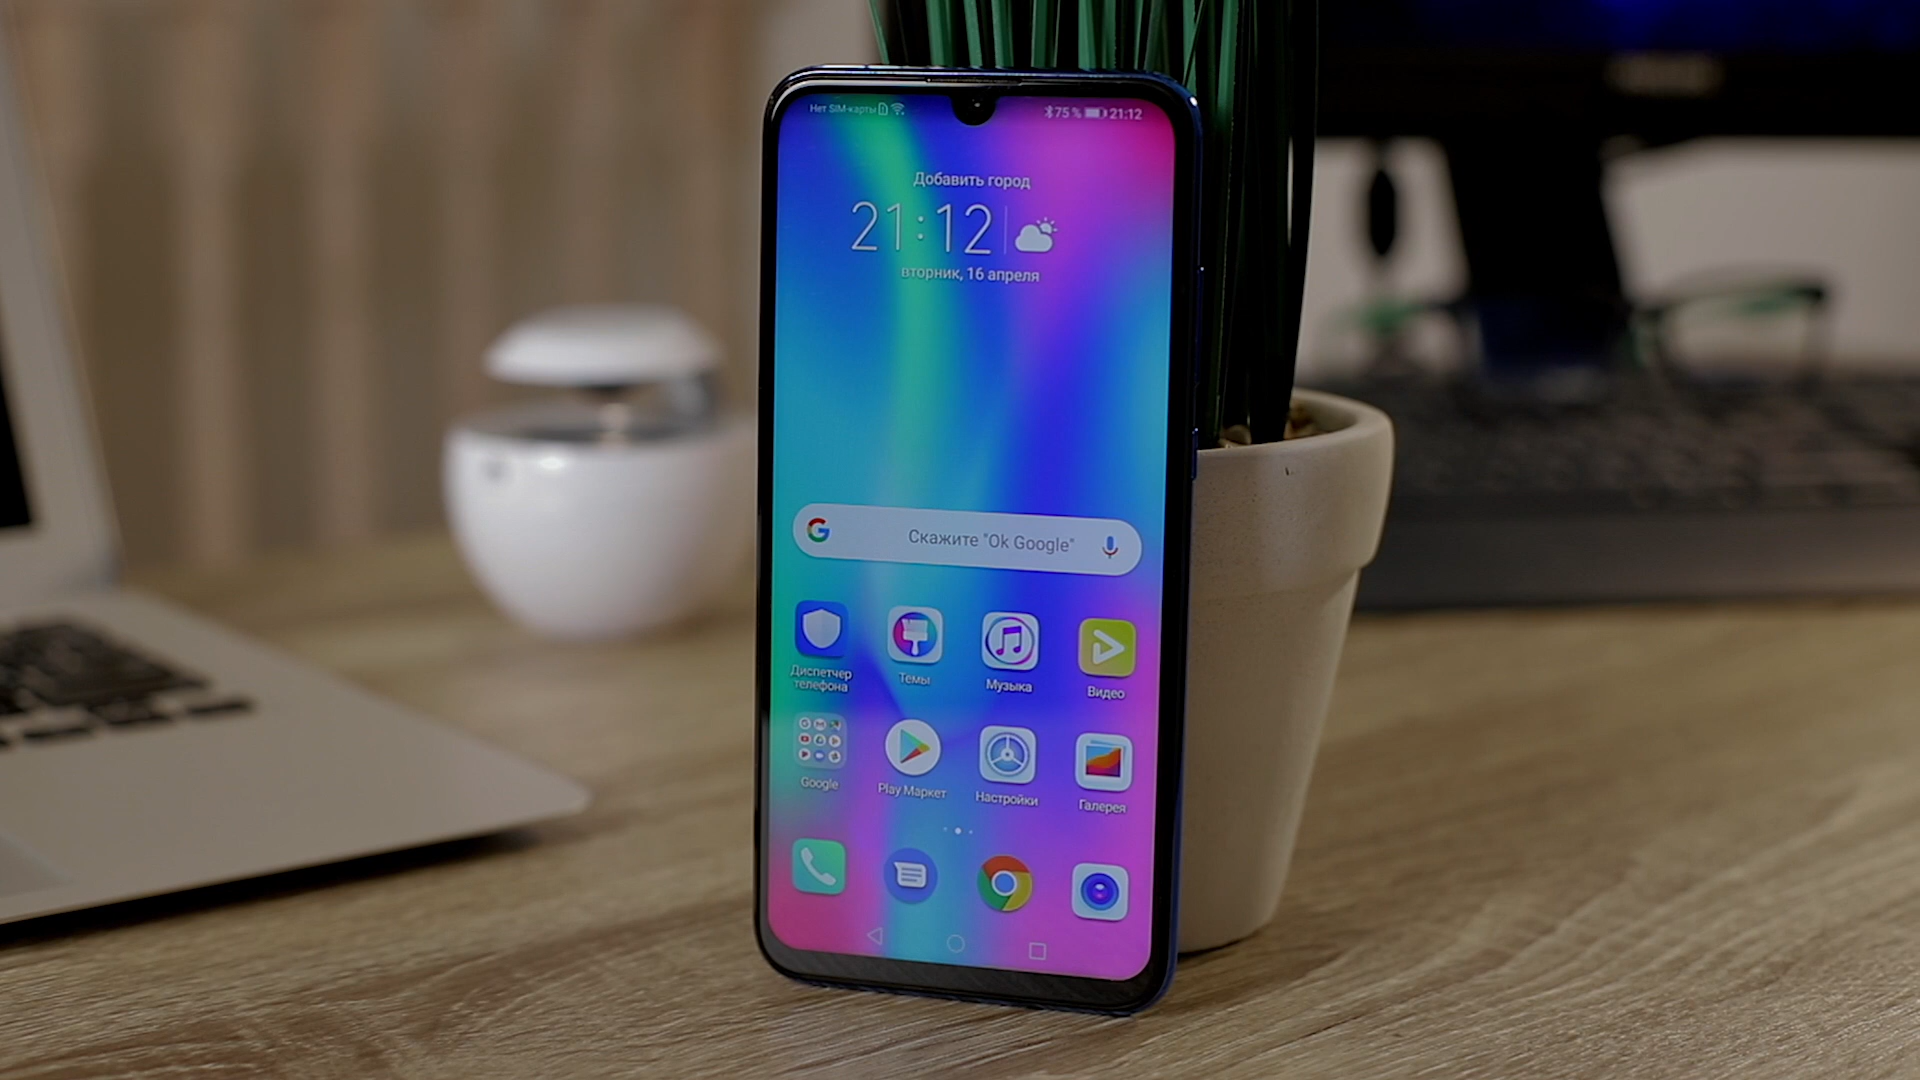 Нет SIM-карты
75 % 21:12
Добавить город
21:12
вторник, 16 апреля
Скажите "Ok Google"
Диспетчер
телефона
Темы
Музыка
Видео
Google
Play Маркет
Настройки
Галерея